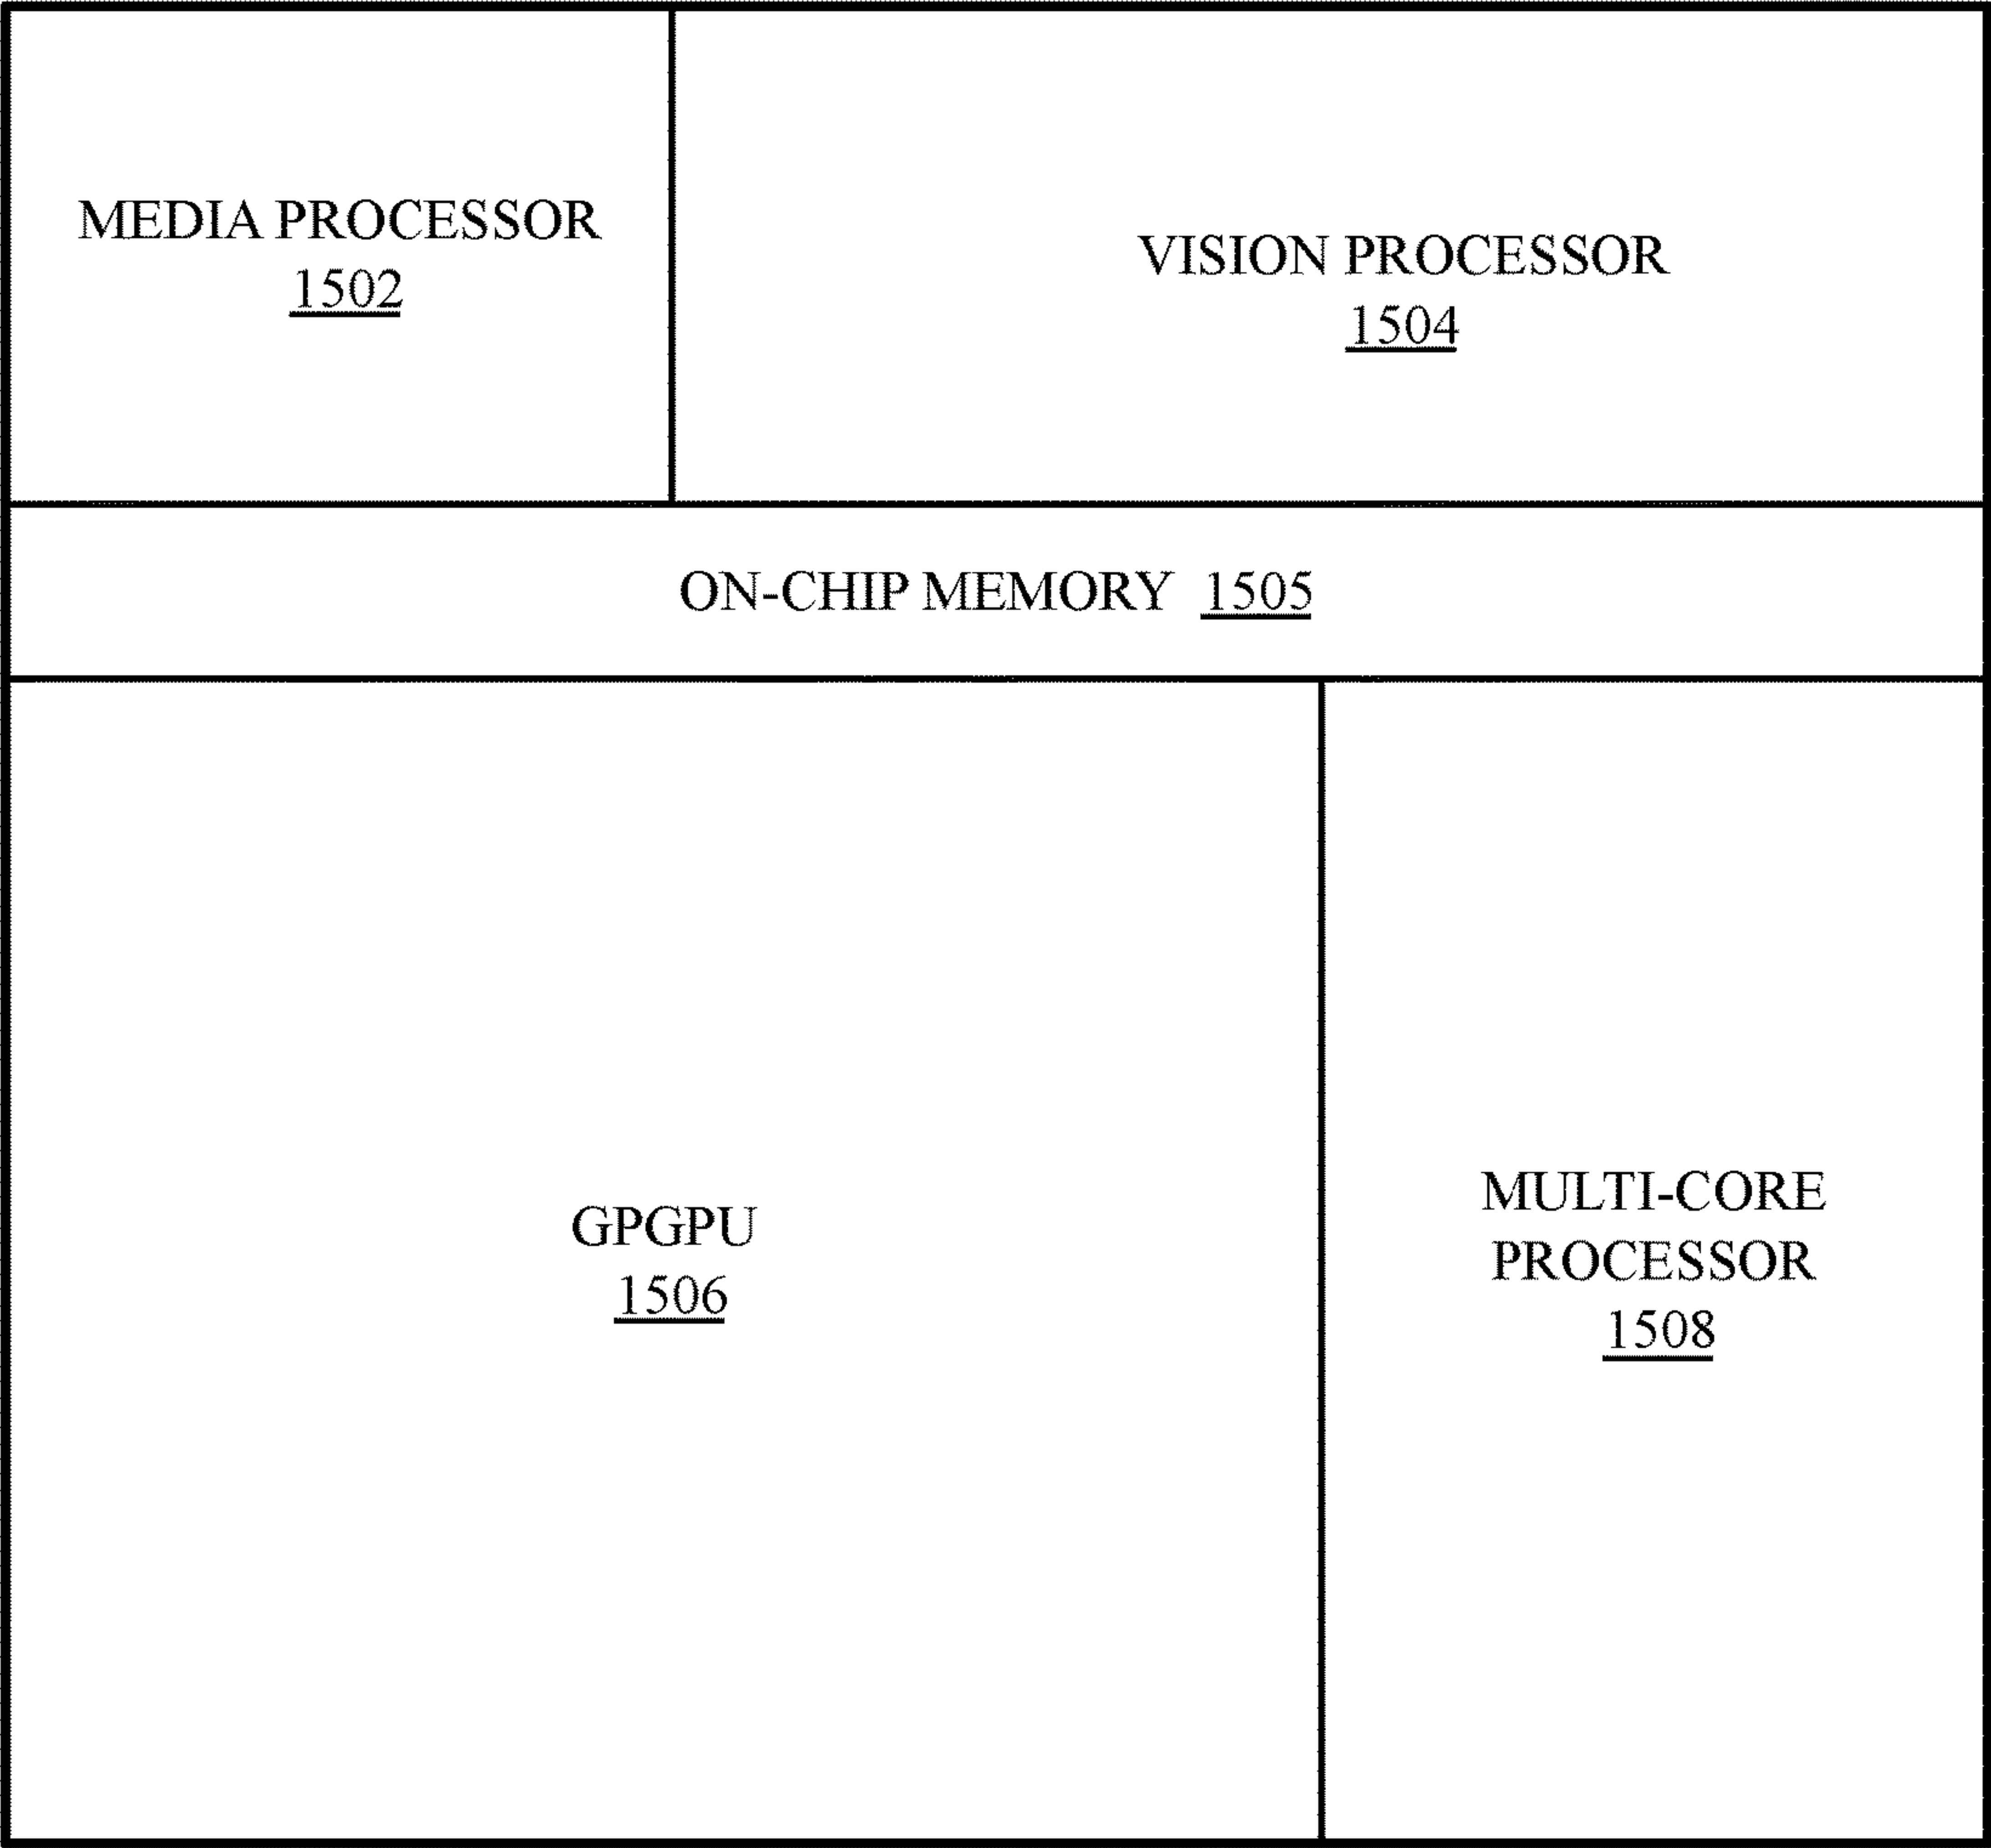 MEDIA PROCESSOR
1502
VISION PROCESSOR
1504
ON-CHIP MEMORY 1505
GPGPU
1506
MULTI-CORE
PROCESSOR
1508